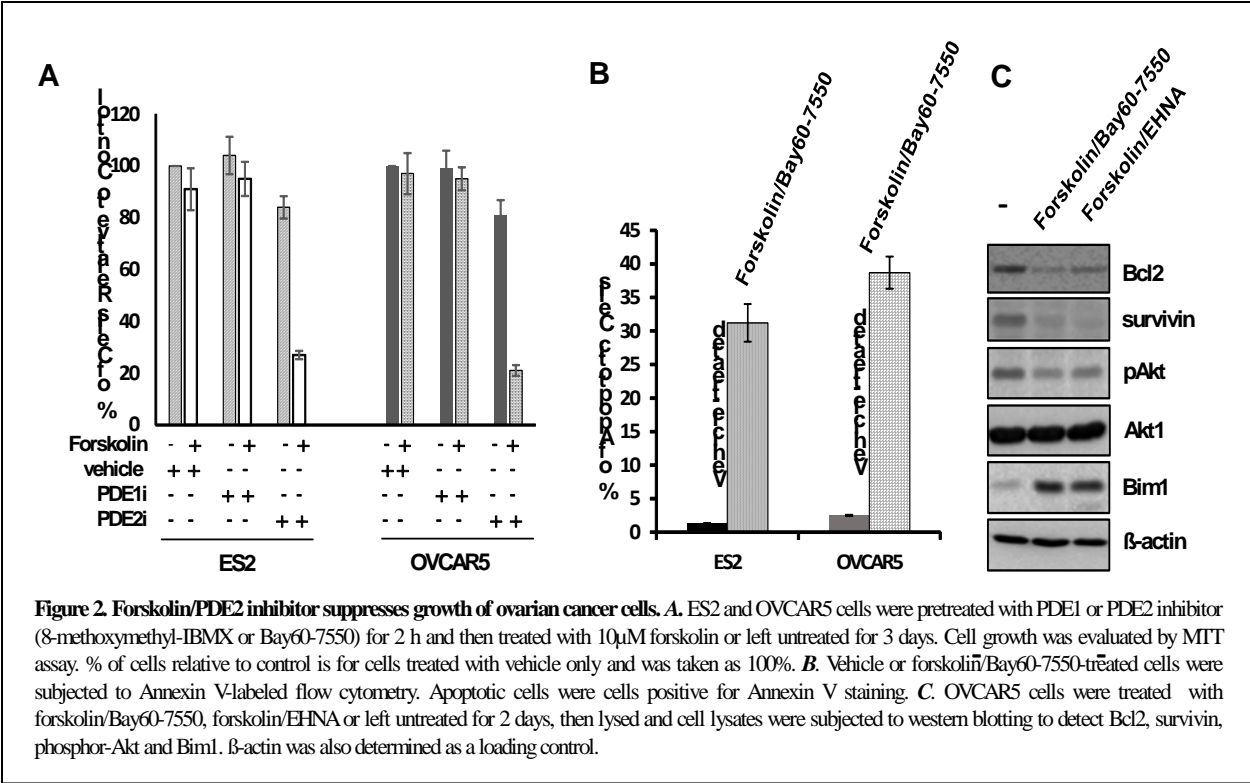 A
% of Cells Relative to Control
120
100
80
60
40
20
0
Forskolin - + - + - + - + - + - +
vehicle + + - - - - + + - - - -
PDE1i - - + + - - - - + + - -
PDE2i - - - - + + - - - - + +
ES2 OVCAR5
B
% of Apoptotic Cells
45
40
35
30
25
20
15
10
5
0
Vehicle-treated
Forskolin/Bay60-7550
Vehicle-treated
Forskolin/Bay60-7550
ES2 OVCAR5
C
- Forskolin/Bay60-7550 Forskolin/EHNA
Bcl2
survivin
pAkt
Akt1
Bim1
ß-actin
Figure 2. Forskolin/PDE2 inhibitor suppresses growth of ovarian cancer cells. A. ES2 and OVCAR5 cells were pretreated with PDE1 or PDE2 inhibitor
(8-methoxymethyl-IBMX or Bay60-7550) for 2 h and then treated with 10µM forskolin or left untreated for 3 days. Cell growth was evaluated by MTT
assay. % of cells relative to control is for cells treated with vehicle only and was taken as 100%. B. Vehicle or forskolin/Bay60-7550-treated cells were
subjected to Annexin V-labeled flow cytometry. Apoptotic cells were cells positive for Annexin V staining. C. OVCAR5 cells were treated with
forskolin/Bay60-7550, forskolin/EHNA or left untreated for 2 days, then lysed and cell lysates were subjected to western blotting to detect Bcl2, survivin,
phosphor-Akt and Bim1. ß-actin was also determined as a loading control.